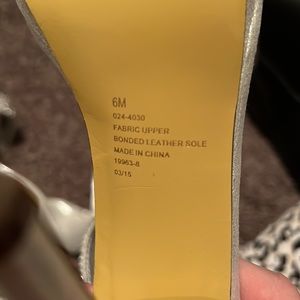 6M
024-4030
FABRIC UPPER
BONDED LEATHER SOLE
MADE IN CHINA
19963-8
03/15